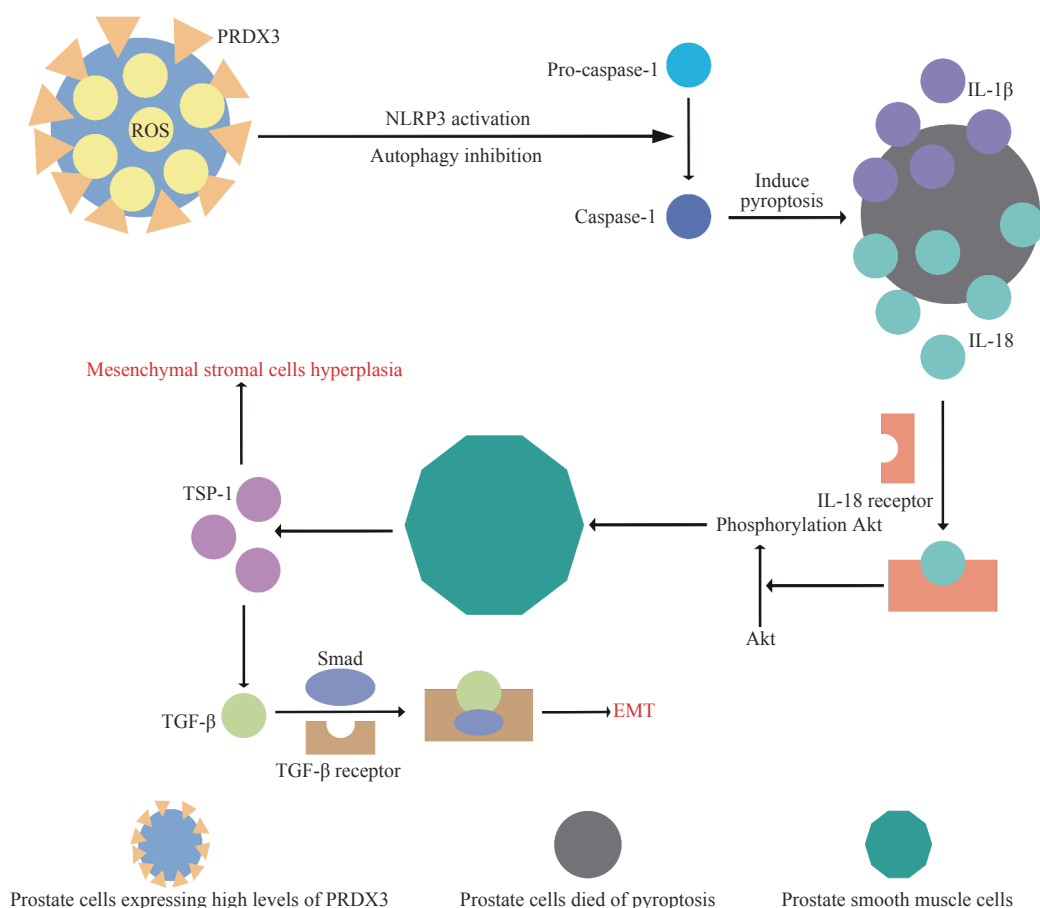 PRDX3
ROS
NLRP3 activation
Autophagy inhibition
Pro-caspase-1
Caspase-1
Induce
pyroptosis
IL-1β
IL-18
Mesenchymal stromal cells hyperplasia
TSP-1
IL-18 receptor
Phosphorylation Akt
Akt
Smad
TGF-β
TGF-β receptor
EMT
Prostate cells expressing high levels of PRDX3
Prostate cells died of pyroptosis
Prostate smooth muscle cells